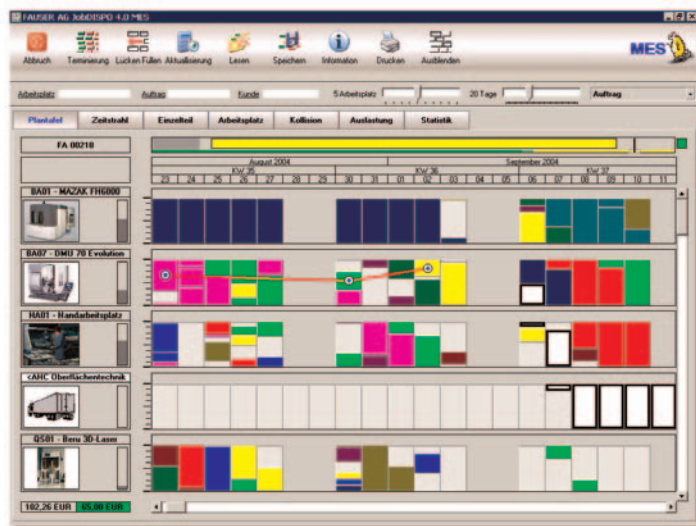 FAUSER AG JobDISPO 4.0 MES
Abbruch Terminierung Lücken Füllen Aktualisierung Lesen Speichern Information Drucken Ausblenden
MES
Arbeitsplatz Auftrag Kunde 5 Arbeitsplatz 20 Tage Auftrag
Plantafel Zeitstrahl Einzelteil Arbeitsplatz Kollision Auslastung Statistik
FA 00218
August 2004 September 2004
KW 35 KW 36 KW 37
23 24 25 26 27 28 29 30 31 01 02 03 04 05 06 07 08 09 10 11
BA01 - MAZAK FH6800
BA07 - DMU 70 Evolution
HA01 - Handarbeitsplatz
<AHC Oberflächentechnik
QS01 - Beru 3D-Laser
102,26 EUR 65,00 EUR